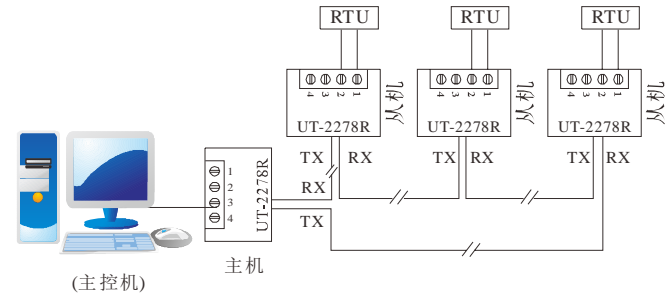 RTU RTU RTU
4 3 2 1 4 3 2 1 4 3 2 1
UT-2278R 从机 UT-2278R 从机 UT-2278R 从机
TX RX TX RX TX RX
1
2
3
4
UT-2278R
RX
TX
主机
(主控机)